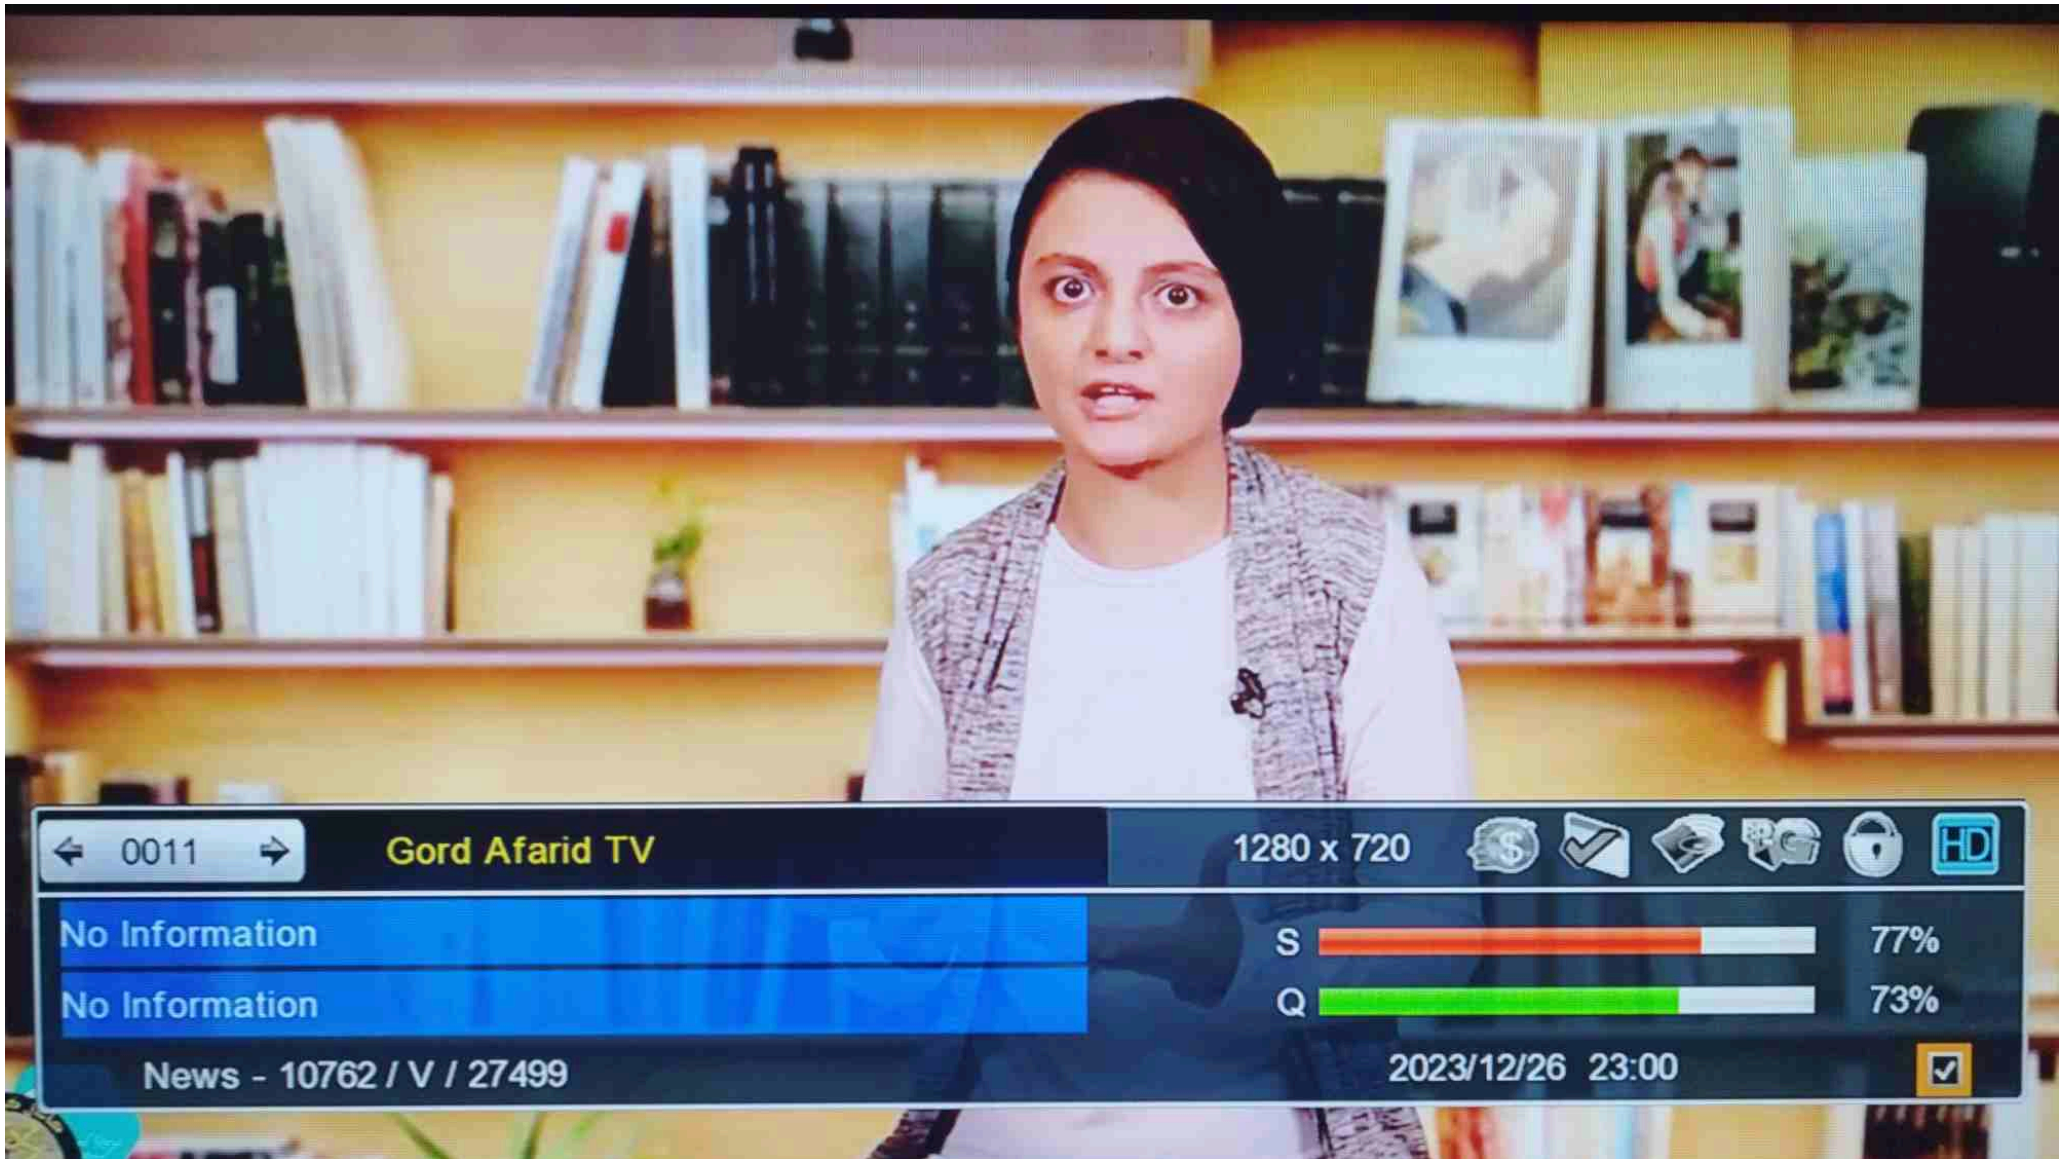 0011
Gord Afarid TV
1280 x 720
HD
No Information
S
77%
No Information
Q
73%
News - 10762 / V / 27499
2023/12/26 23:00